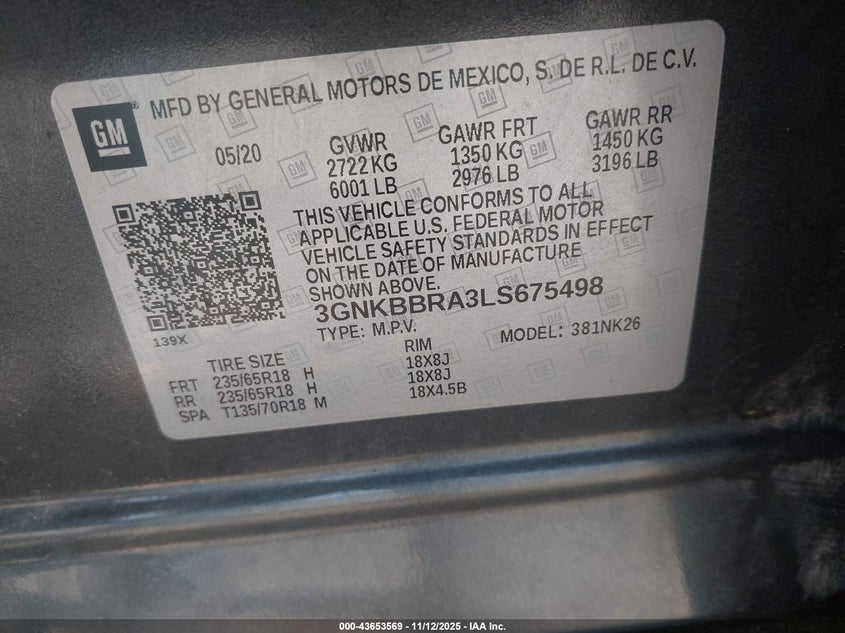 GM
MFD BY GENERAL MOTORS DE MEXICO, S. DE R.L. DE C.V.
05/20
GVWR
2722 KG
6001 LB
GAWR FRT
1350 KG
2976 LB
GAWR RR
1450 KG
3196 LB
THIS VEHICLE CONFORMS TO ALL
APPLICABLE U.S. FEDERAL MOTOR
VEHICLE SAFETY STANDARDS IN EFFECT
ON THE DATE OF MANUFACTURE
SHOWN ABOVE.
3GNKBBRA3LS675498
TYPE: M.P.V. MODEL: 381NK26
139X
TIRE SIZE RIM
FRT 235/65R18 H 18X8J
RR 235/65R18 H 18X8J
SPA T135/70R18 M 18X4.5B
000-43653569 - 11/12/2025 - IAA Inc.